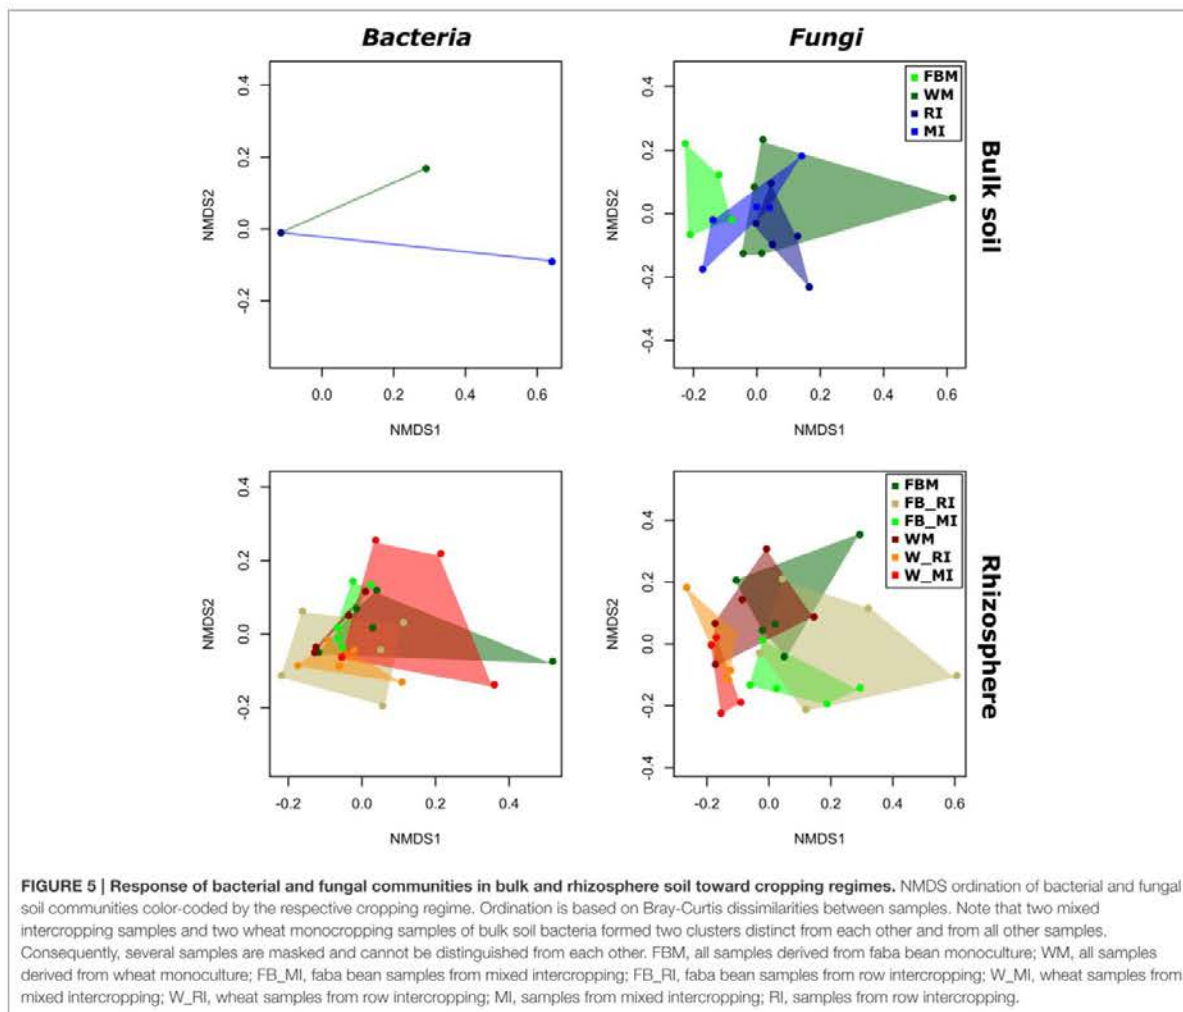 Bacteria
Fungi
0.4
0.2
0.0
-0.2
NMDS2
0.0
0.2
0.4
0.6
NMDS1
0.4
0.2
0.0
-0.2
-0.4
NMDS2
-0.2
0.0
0.2
0.4
0.6
NMDS1
FBM
WM
RI
MI
Bulk soil
0.4
0.2
0.0
-0.2
NMDS2
-0.2
0.0
0.2
0.4
NMDS1
0.4
0.2
0.0
-0.2
-0.4
NMDS2
-0.2
0.0
0.2
0.4
0.6
NMDS1
FBM
FB_RI
FB_MI
WM
W_RI
W_MI
Rhizosphere
FIGURE 5 | Response of bacterial and fungal communities in bulk and rhizosphere soil toward cropping regimes. NMDS ordination of bacterial and fungal
soil communities color-coded by the respective cropping regime. Ordination is based on Bray-Curtis dissimilarities between samples. Note that two mixed
intercropping samples and two wheat monocropping samples of bulk soil bacteria formed two clusters distinct from each other and from all other samples.
Consequently, several samples are masked and cannot be distinguished from each other. FBM, all samples derived from faba bean monoculture; WM, all samples
derived from wheat monoculture; FB_MI, faba bean samples from mixed intercropping; FB_RI, faba bean samples from row intercropping; W_MI, wheat samples from
mixed intercropping; W_RI, wheat samples from row intercropping; MI, samples from mixed intercropping; RI, samples from row intercropping.